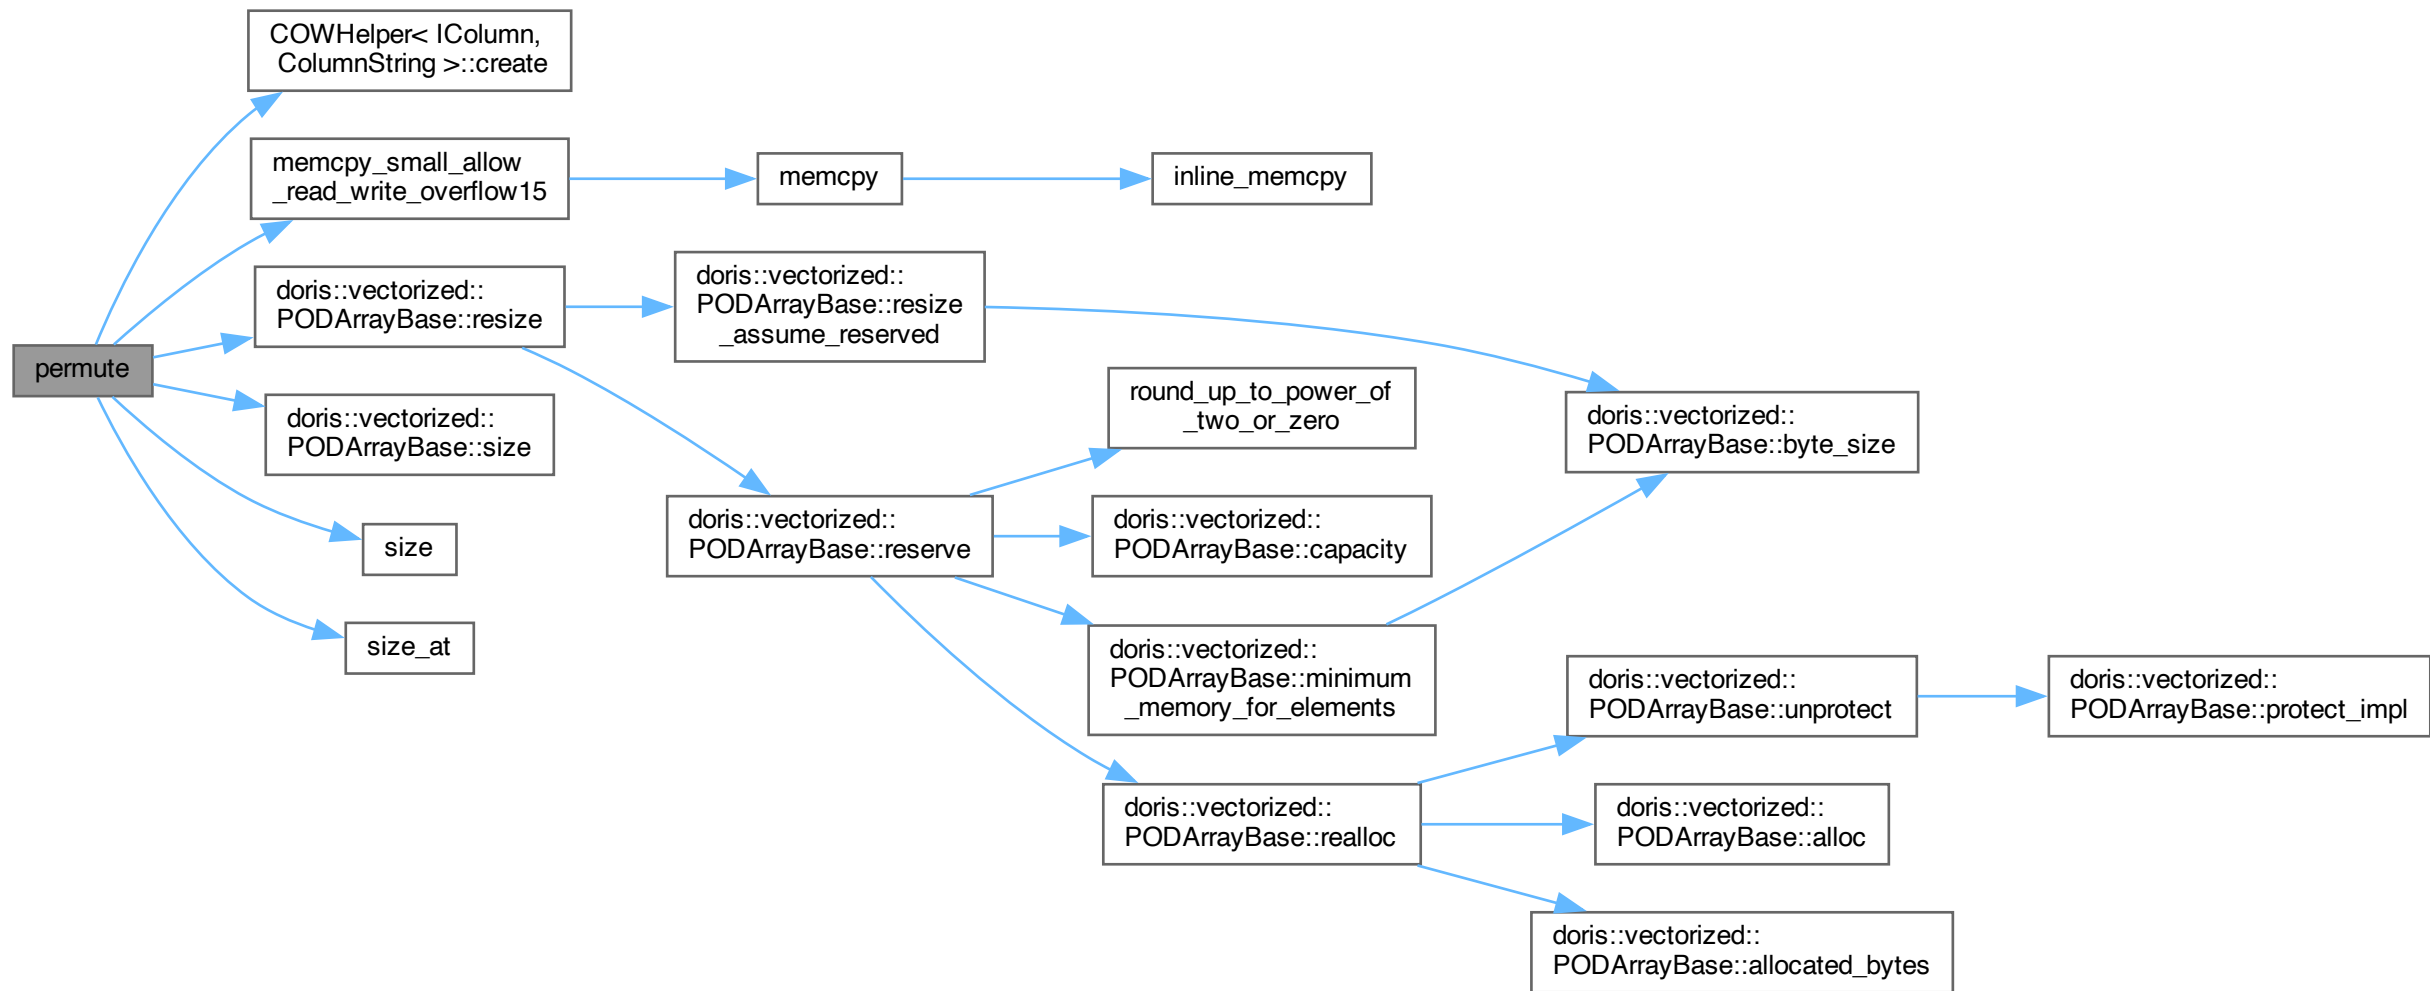 COWHelper< IColumn,
ColumnString >::create
memcpy_small_allow
_read_write_overflow15
memcpy
inline_memcpy
doris::vectorized::
PODArrayBase::resize
doris::vectorized::
PODArrayBase::resize
_assume_reserved
permute
doris::vectorized::
PODArrayBase::size
round_up_to_power_of
_two_or_zero
doris::vectorized::
PODArrayBase::byte_size
size
doris::vectorized::
PODArrayBase::reserve
doris::vectorized::
PODArrayBase::capacity
size_at
doris::vectorized::
PODArrayBase::minimum
_memory_for_elements
doris::vectorized::
PODArrayBase::unprotect
doris::vectorized::
PODArrayBase::protect_impl
doris::vectorized::
PODArrayBase::realloc
doris::vectorized::
PODArrayBase::alloc
doris::vectorized::
PODArrayBase::allocated_bytes